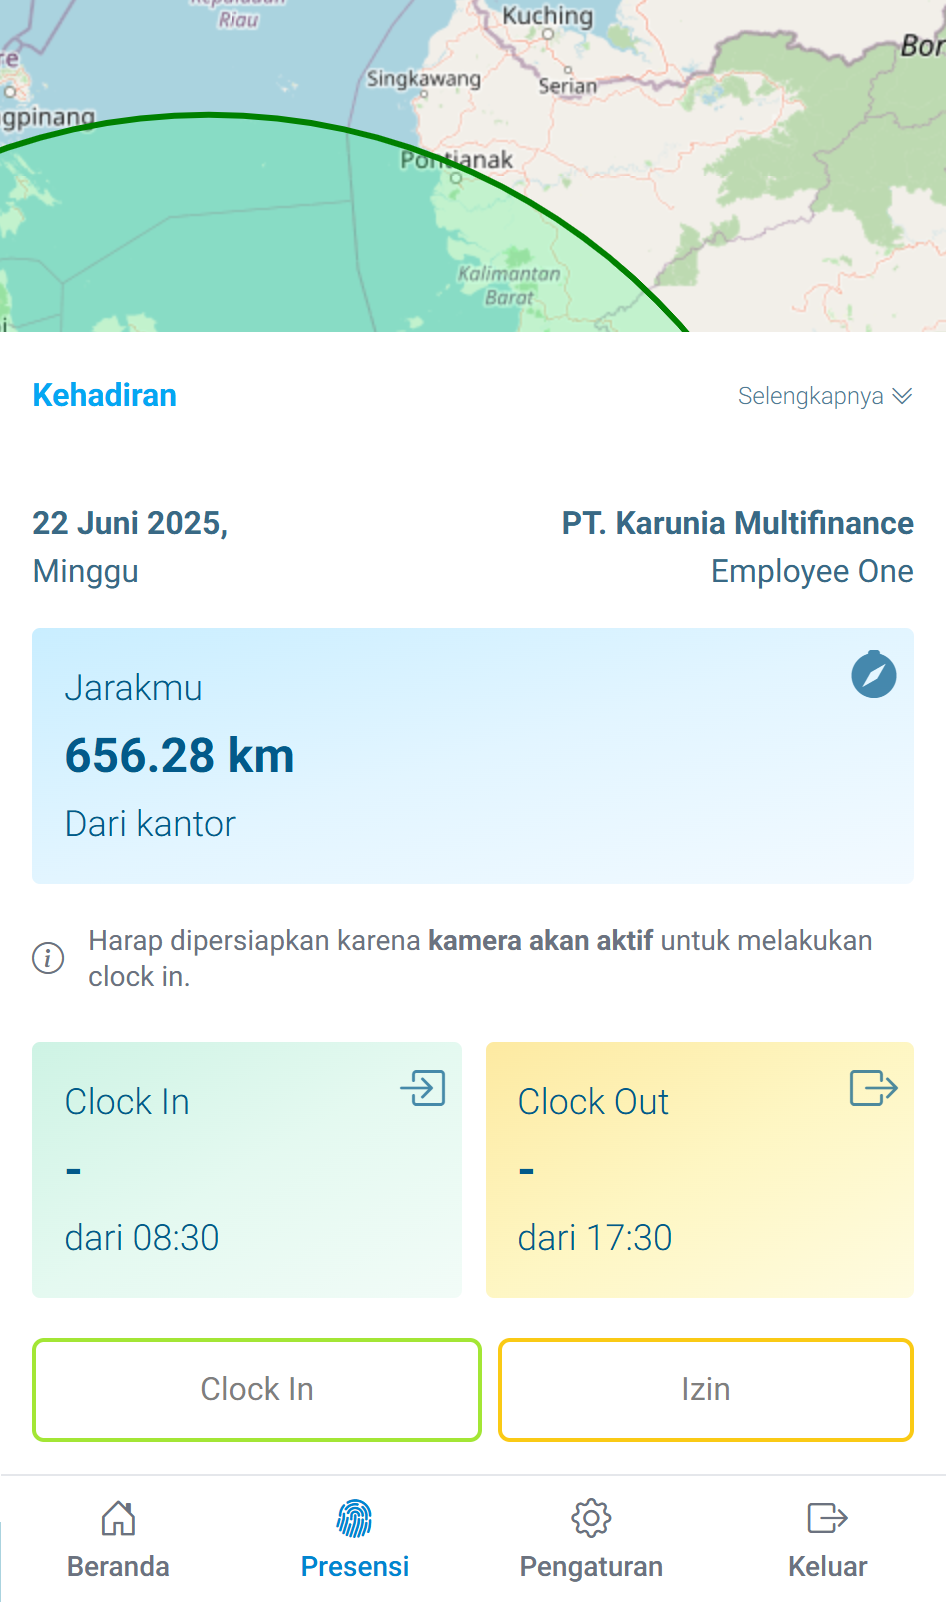 Riau
Kuching
Bor
re
Singkawang
Serian
gpinang
Pontianak
Kalimantan
Barat
Kehadiran
Selengkapnya
22 Juni 2025,
PT. Karunia Multifinance
Minggu
Employee One
Jarakmu
656.28 km
Dari kantor
Harap dipersiapkan karena kamera akan aktif untuk melakukan
clock in.
Clock In
-
dari 08:30
Clock Out
-
dari 17:30
Clock In
Izin
Beranda
Presensi
Pengaturan
Keluar